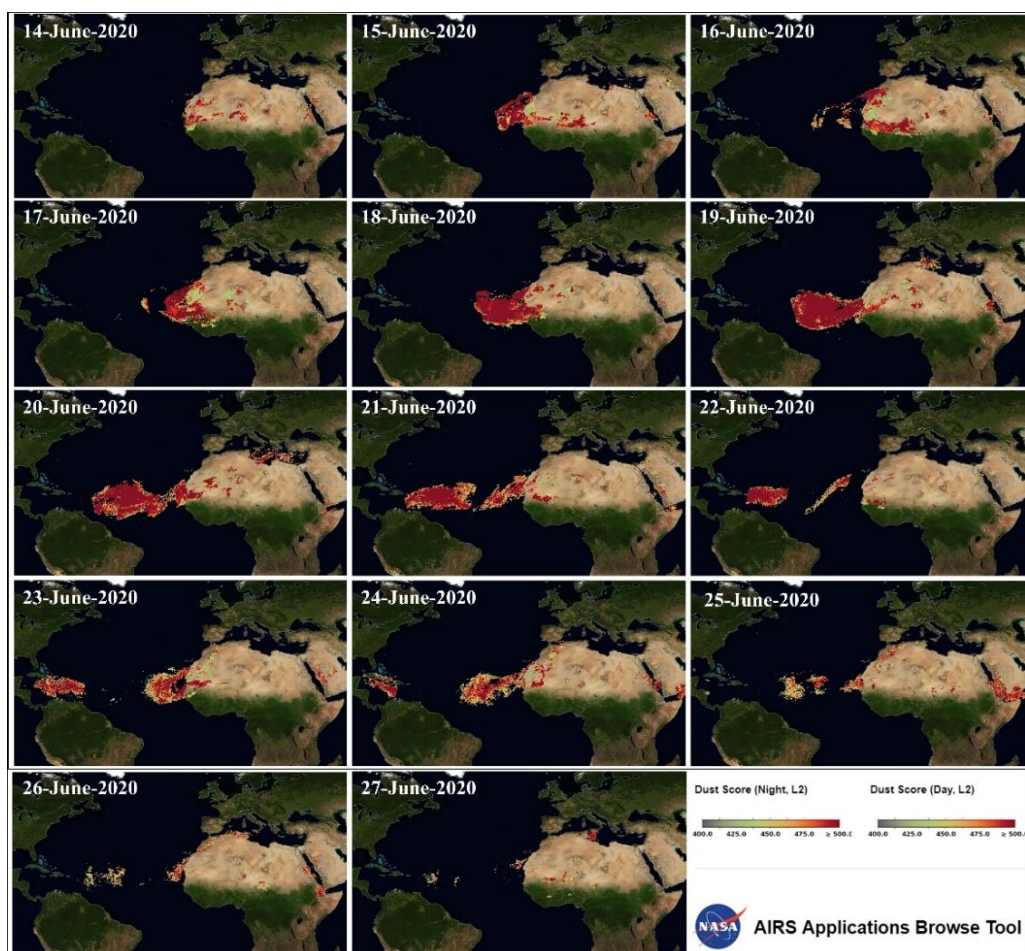 14-June-2020
15-June-2020
16-June-2020
17-June-2020
18-June-2020
19-June-2020
20-June-2020
21-June-2020
22-June-2020
23-June-2020
24-June-2020
25-June-2020
26-June-2020
27-June-2020
Dust Score (Night, L2)
Dust Score (Day, L2)
400.0 425.0 450.0 475.0 ≥ 500.0
400.0 425.0 450.0 475.0 ≥ 500.0
NASA
AIRS Applications Browse Tool